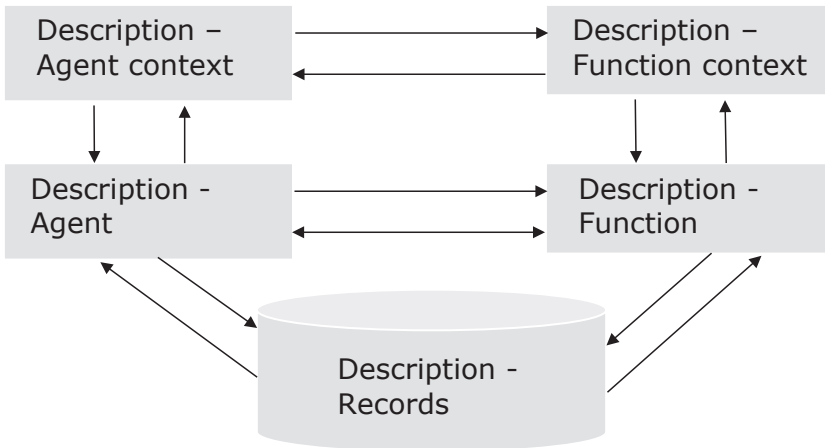 Description –
Agent context
Description –
Function context
Description -
Agent
Description -
Function
Description -
Records